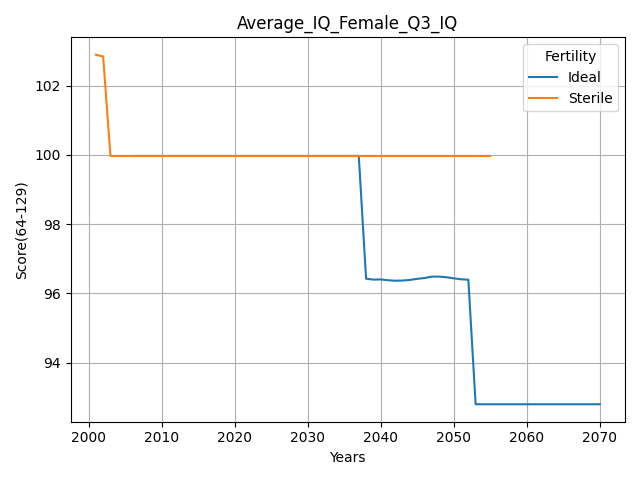 Average_IQ_Female_Q3_IQ
Fertility
Ideal
Sterile
Score(64-129)
102
100
98
96
94
2000 2010 2020 2030 2040 2050 2060 2070
Years